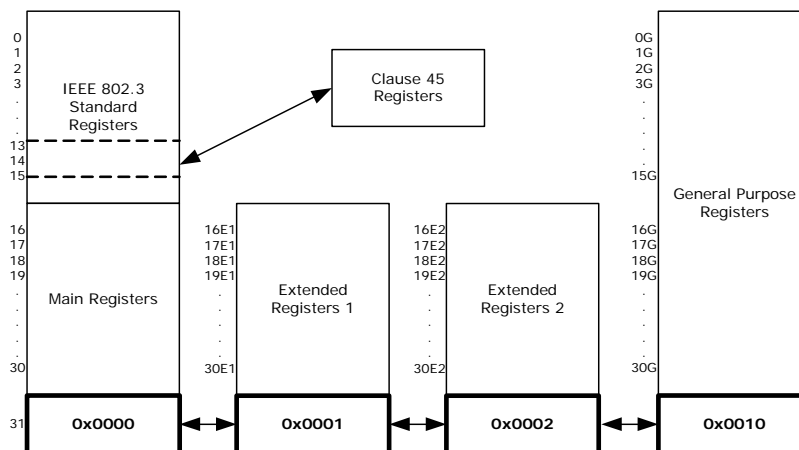 0
1
2
3
.
.
.
13
14
15
IEEE 802.3
Standard
Registers
16
17
18
19
.
.
.
.
.
30
Main Registers
31
0x0000
Clause 45
Registers
16E1
17E1
18E1
19E1
.
.
.
.
.
30E1
Extended
Registers 1
0x0001
16E2
17E2
18E2
19E2
.
.
.
.
.
30E2
Extended
Registers 2
0x0002
0G
1G
2G
3G
.
.
.
.
.
15G
16G
17G
18G
19G
.
.
.
.
.
30G
General Purpose
Registers
0x0010